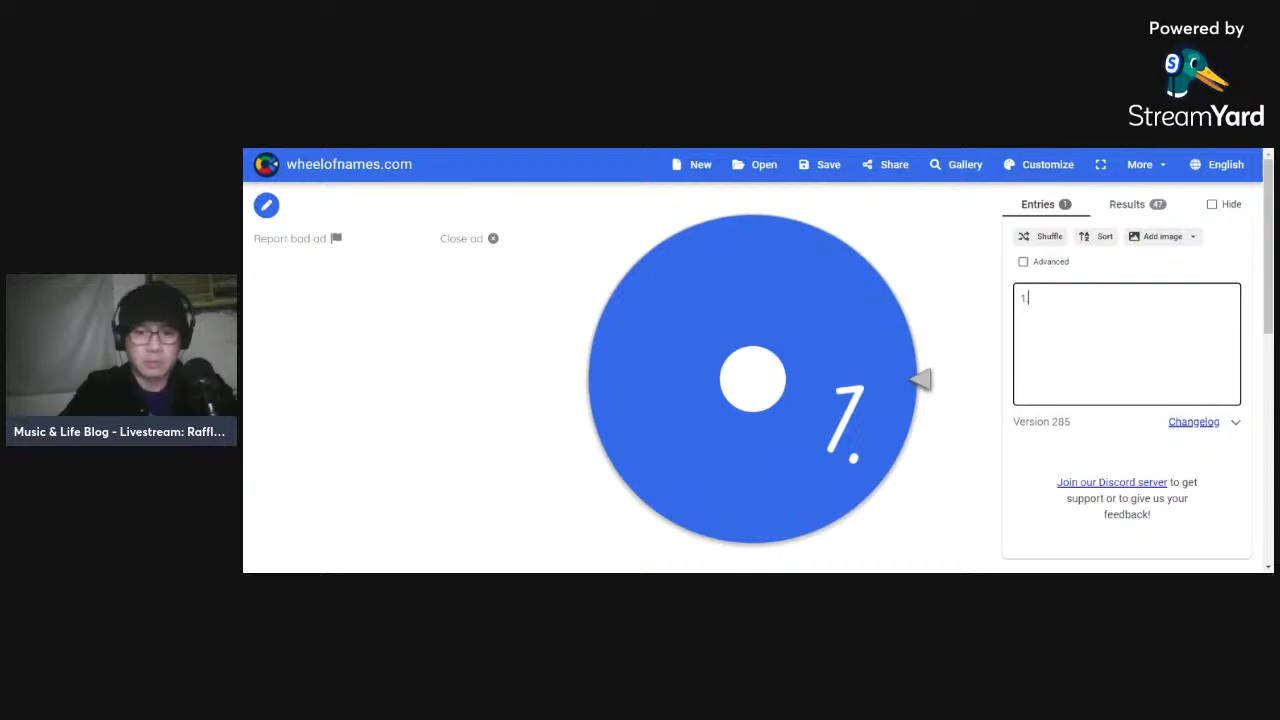 Powered by
StreamYard
wheelofnames.com
New
Open
Save
Share
Gallery
Customize
More
English
Entries 1
Results 47
Hide
Report bad ad
Close ad
Shuffle
Sort
Add image
Advanced
1.
1.
Version 285
Changelog
Join our Discord server to get
support or to give us your
feedback!
Music & Life Blog - Livestream: Raffl...